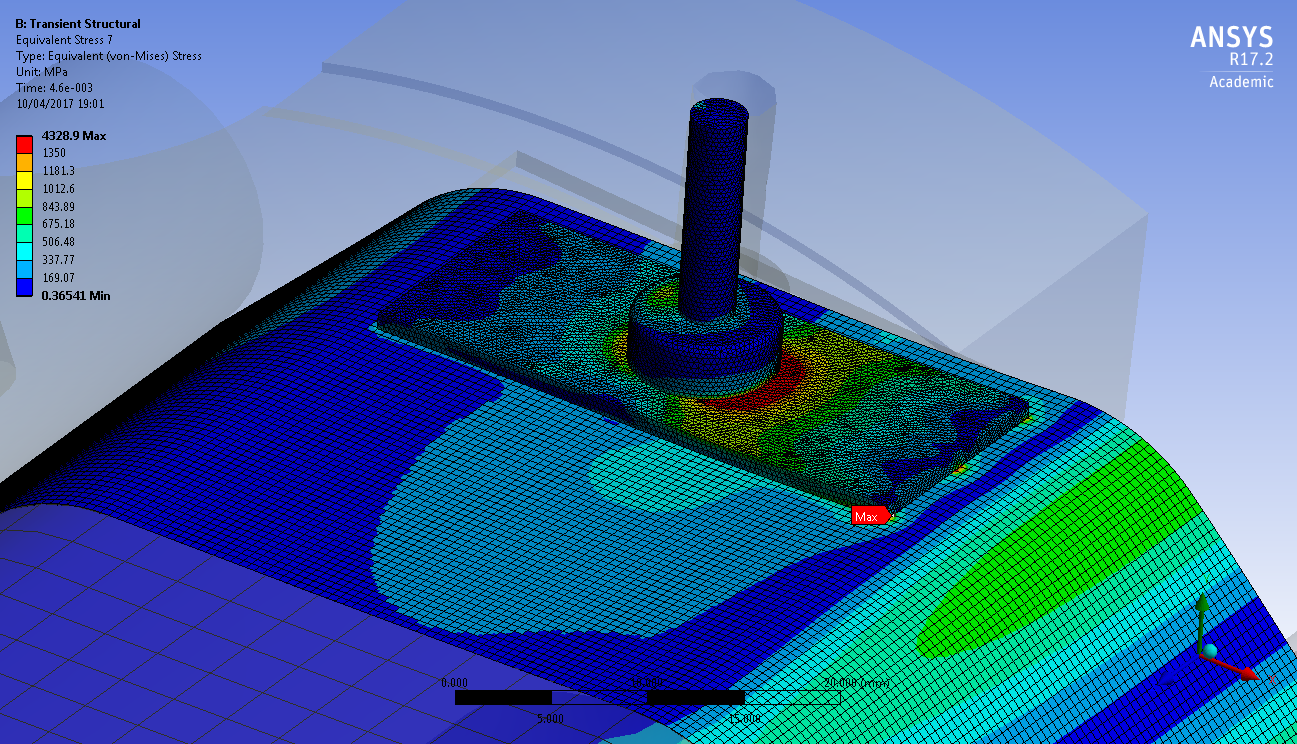 B: Transient Structural
Equivalent Stress 7
Type: Equivalent (von-Mises) Stress
Unit: MPa
Time: 4.6e-003
10/04/2017 19:01
ANSYS
R17.2
Academic
4328.9 Max
1350
1181.3
1012.6
843.89
675.18
506.48
337.77
169.07
0.36541 Min
Max
0.000
20.000 (mm)
5.000
15.000